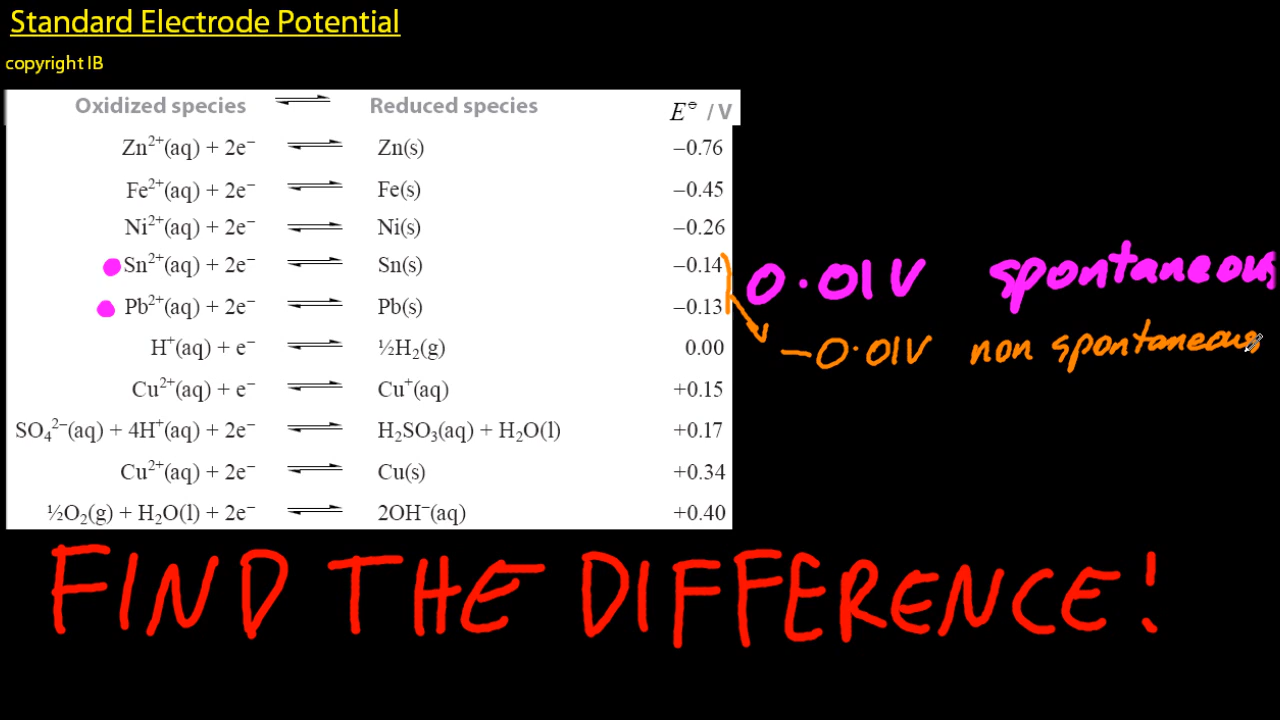 Standard Electrode Potential
copyright IB
Oxidized species ⇌ Reduced species E⊖ / V
Zn²⁺(aq) + 2e⁻ ⇌ Zn(s) –0.76
Fe²⁺(aq) + 2e⁻ ⇌ Fe(s) –0.45
Ni²⁺(aq) + 2e⁻ ⇌ Ni(s) –0.26
Sn²⁺(aq) + 2e⁻ ⇌ Sn(s) –0.14 0.01V spontaneous
Pb²⁺(aq) + 2e⁻ ⇌ Pb(s) –0.13
H⁺(aq) + e⁻ ⇌ ½H₂(g) 0.00 –0.01V non spontaneous
Cu²⁺(aq) + e⁻ ⇌ Cu⁺(aq) +0.15
SO₄²⁻(aq) + 4H⁺(aq) + 2e⁻ ⇌ H₂SO₃(aq) + H₂O(l) +0.17
Cu²⁺(aq) + 2e⁻ ⇌ Cu(s) +0.34
½O₂(g) + H₂O(l) + 2e⁻ ⇌ 2OH⁻(aq) +0.40
FIND THE DIFFERENCE!